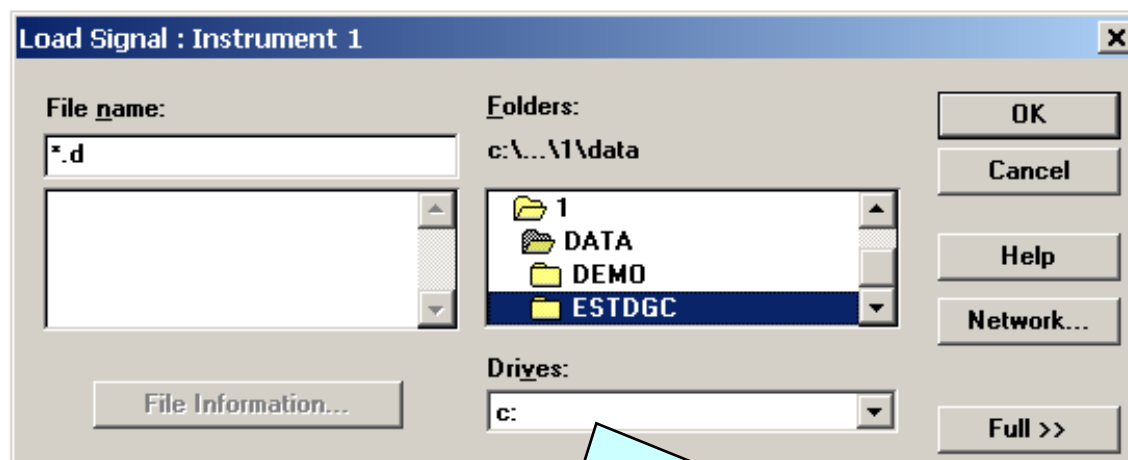 Load Signal : Instrument 1
File name:
*.d
Folders:
c:\...\1\data
1
DATA
DEMO
ESTDGC
Drives:
c:
File Information...
OK
Cancel
Help
Network...
Full >>